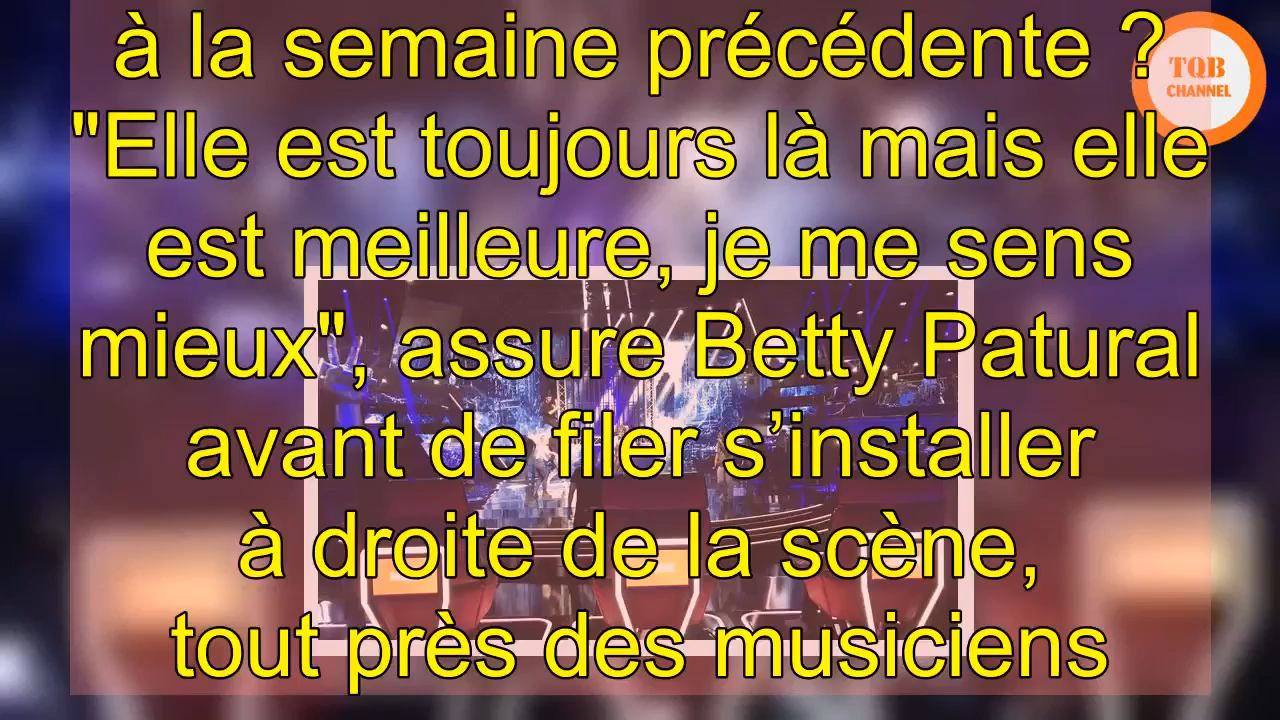 à la semaine précédente ?
"Elle est toujours là mais elle
est meilleure, je me sens
mieux", assure Betty Patural
avant de filer s’installer
à droite de la scène,
tout près des musiciens
TQB
CHANNEL